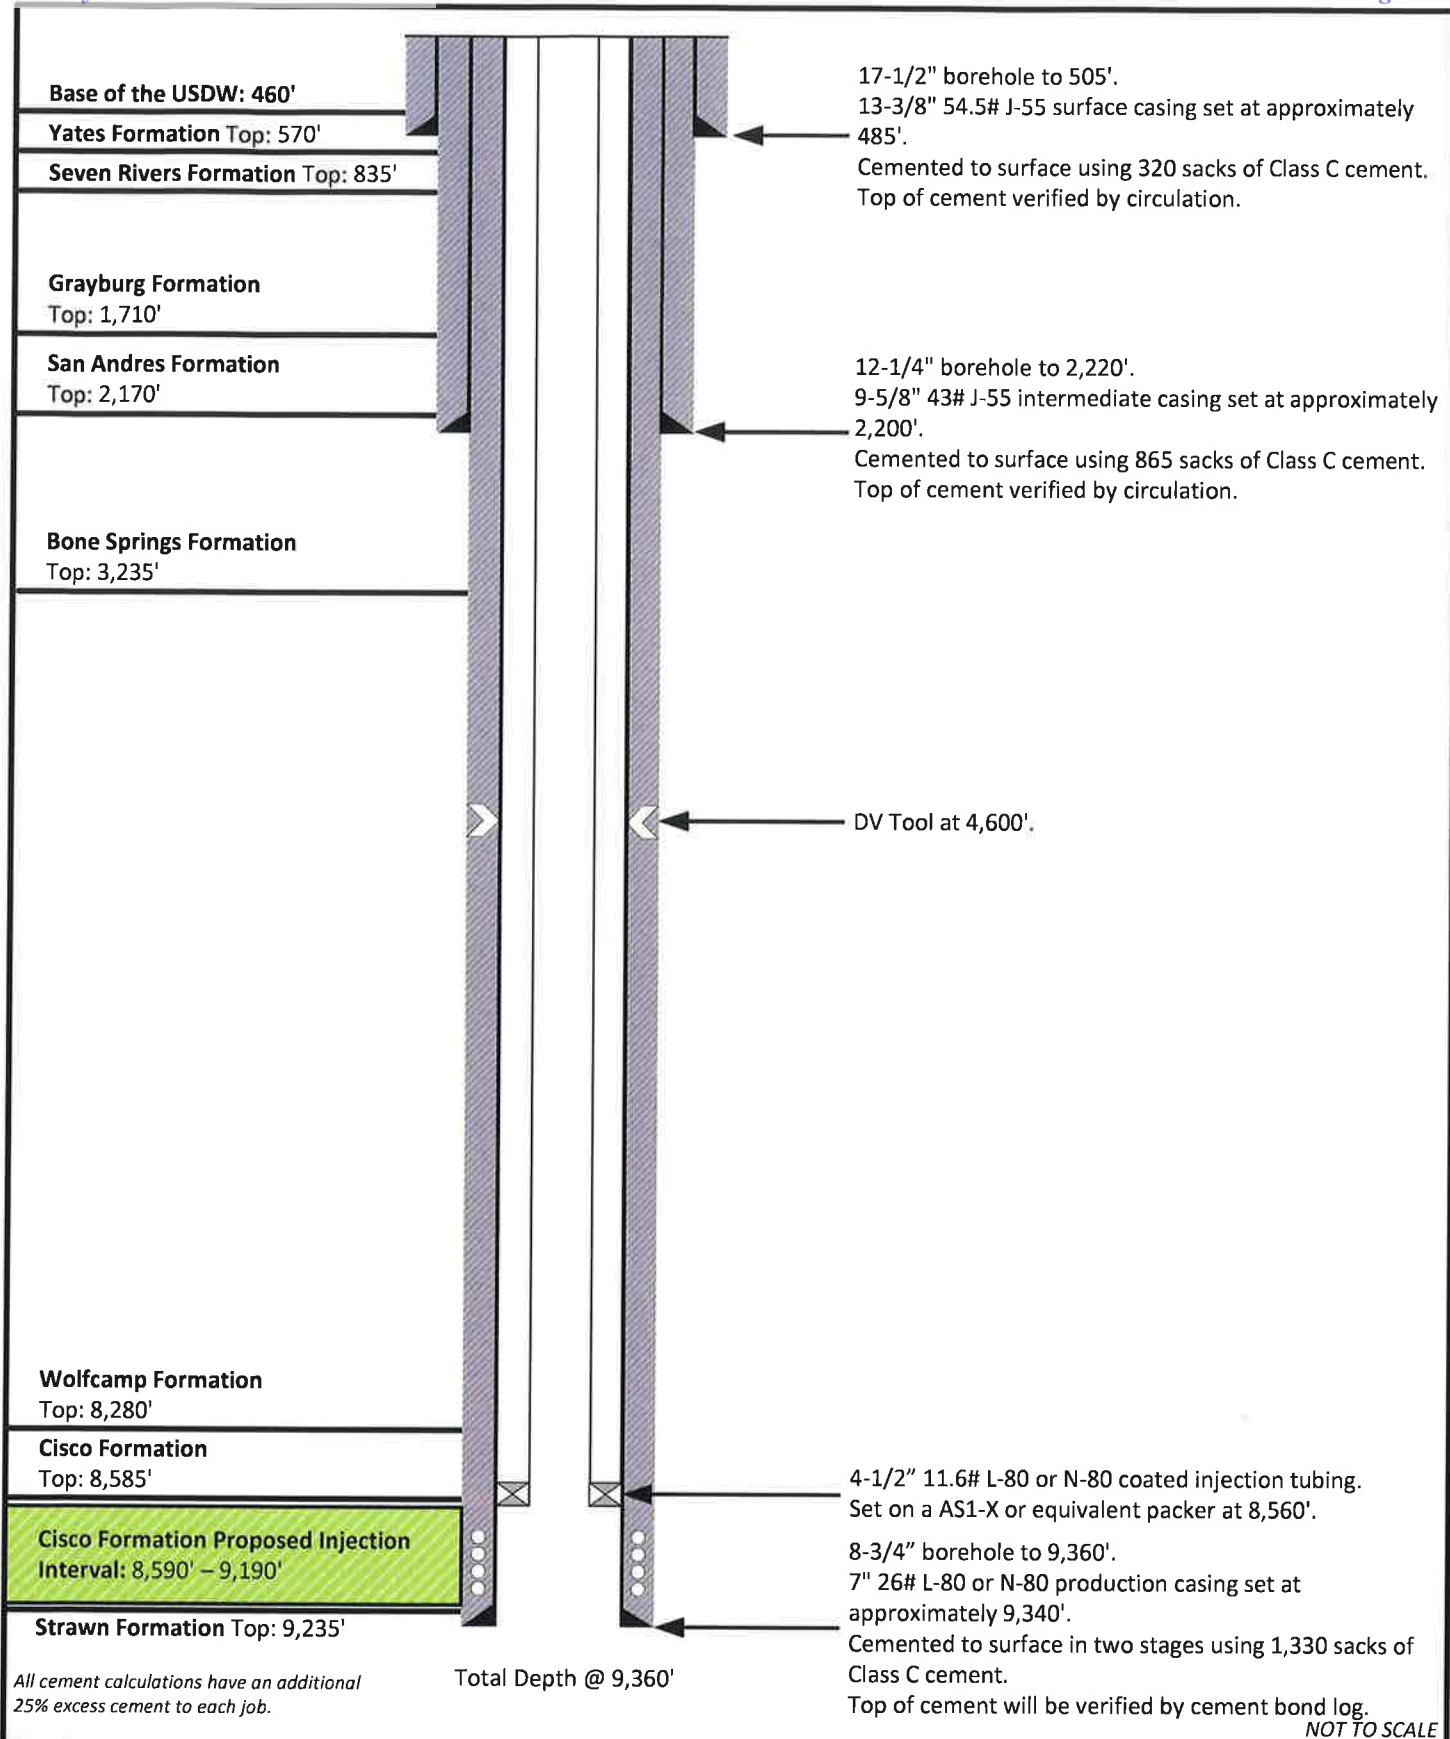 Base of the USDW: 460'
Yates Formation Top: 570'
Seven Rivers Formation Top: 835'
Grayburg Formation
Top: 1,710'
San Andres Formation
Top: 2,170'
Bone Springs Formation
Top: 3,235'
Wolfcamp Formation
Top: 8,280'
Cisco Formation
Top: 8,585'
Cisco Formation Proposed Injection
Interval: 8,590' – 9,190'
Strawn Formation Top: 9,235'
All cement calculations have an additional
25% excess cement to each job.
Total Depth @ 9,360'
17-1/2" borehole to 505'.
13-3/8" 54.5# J-55 surface casing set at approximately
485'.
Cemented to surface using 320 sacks of Class C cement.
Top of cement verified by circulation.
12-1/4" borehole to 2,220'.
9-5/8" 43# J-55 intermediate casing set at approximately
2,200'.
Cemented to surface using 865 sacks of Class C cement.
Top of cement verified by circulation.
DV Tool at 4,600'.
4-1/2” 11.6# L-80 or N-80 coated injection tubing.
Set on a AS1-X or equivalent packer at 8,560'.
8-3/4” borehole to 9,360'.
7" 26# L-80 or N-80 production casing set at
approximately 9,340'.
Cemented to surface in two stages using 1,330 sacks of
Class C cement.
Top of cement will be verified by cement bond log.
NOT TO SCALE